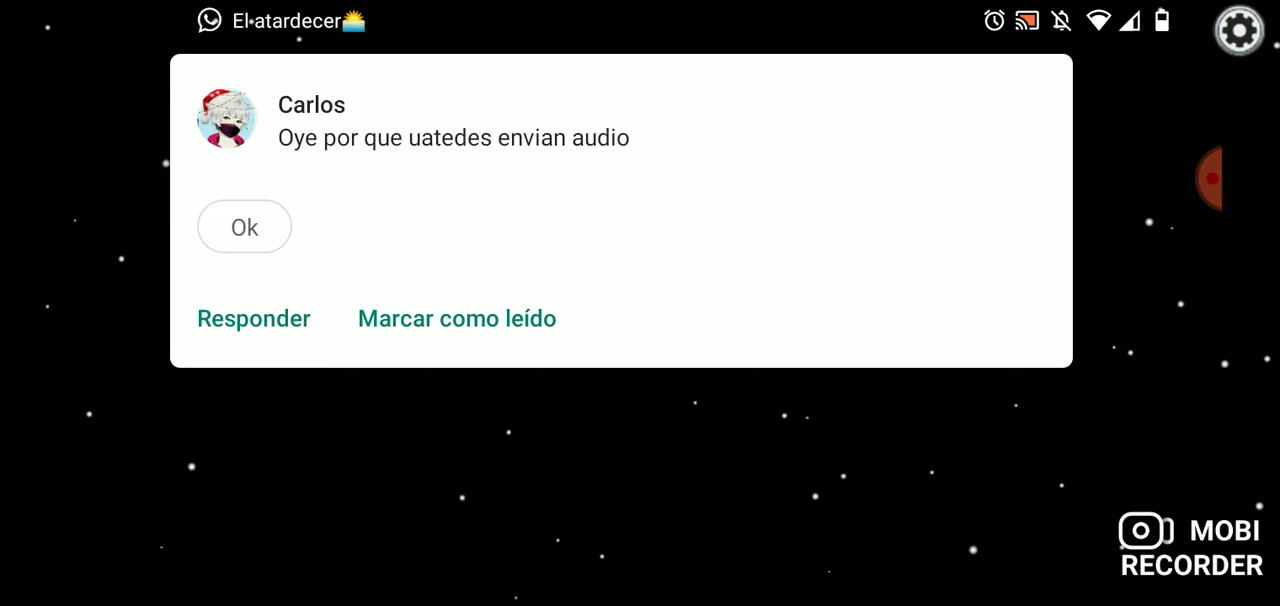 El atardecer🌅
Carlos
Oye por que uatedes envian audio
Ok
Responder Marcar como leído
MOBI
RECORDER